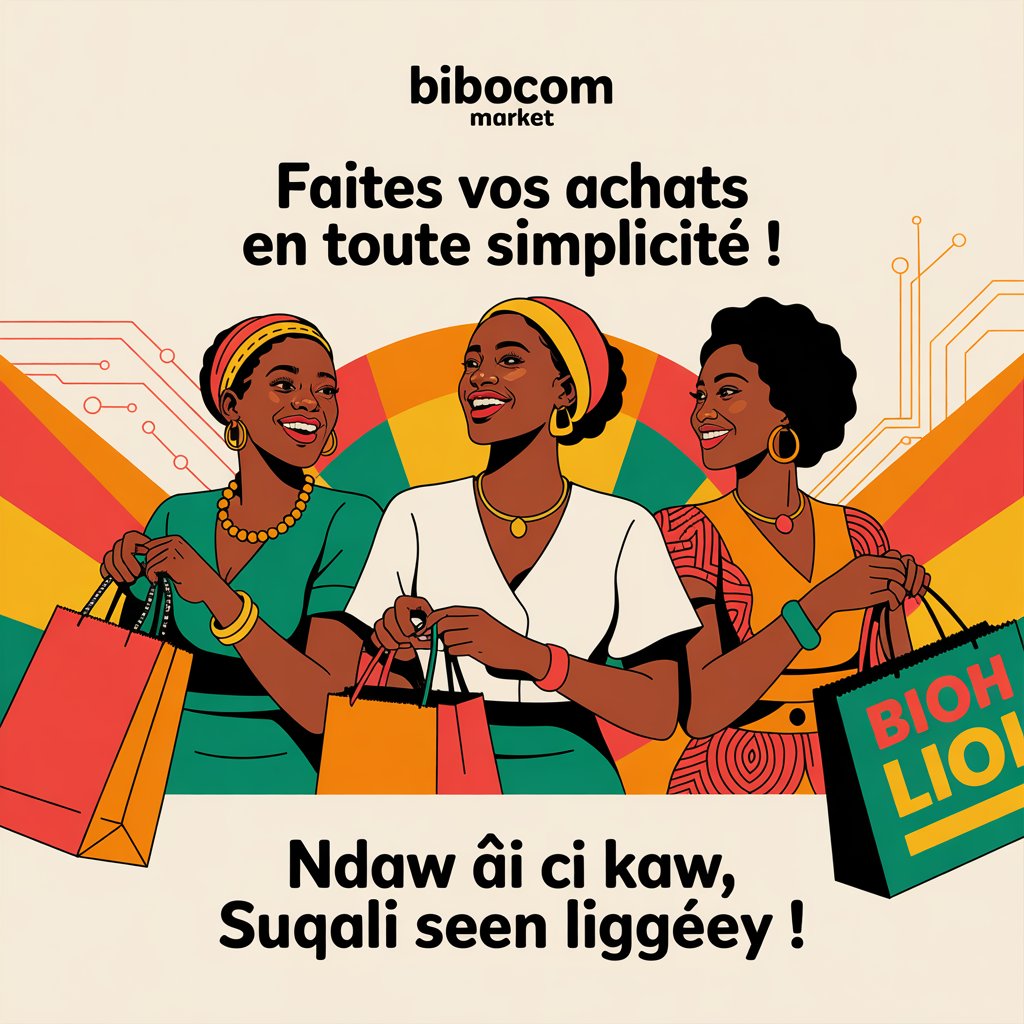 bibocom
market
Faites vos achats
en toute simplicité !
BIOH
LIOI
Ndaw âi ci kaw,
Suqali seen liggéey !